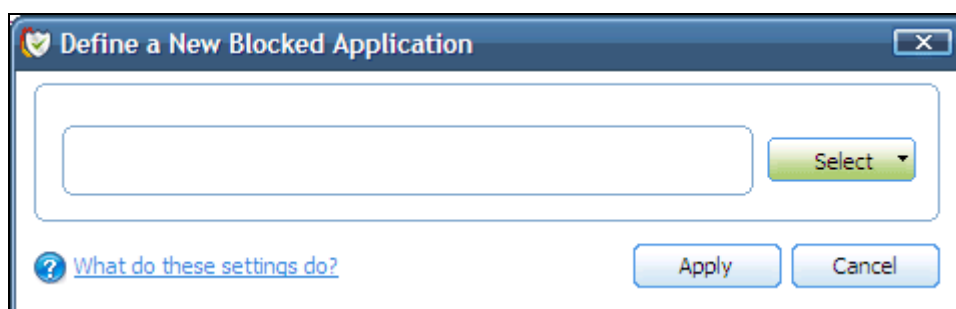 Define a New Blocked Application
Select
What do these settings do?
Apply
Cancel